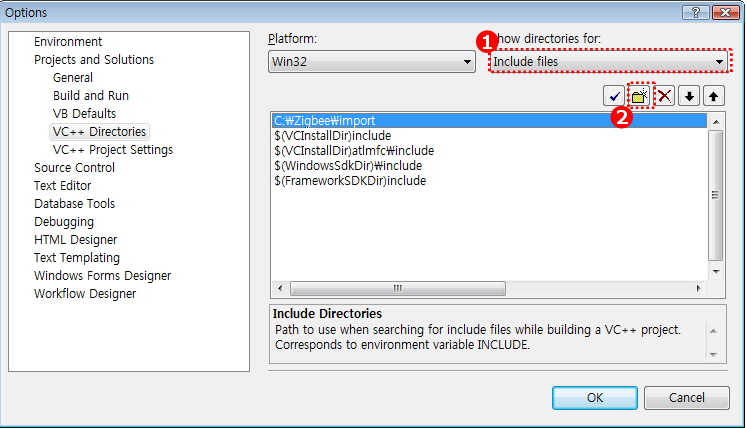 Options
Environment
Projects and Solutions
General
Build and Run
VB Defaults
VC++ Directories
VC++ Project Settings
Source Control
Text Editor
Database Tools
Debugging
HTML Designer
Text Templating
Windows Forms Designer
Workflow Designer
Platform:
Win32
1
how directories for:
Include files
2
C:₩Zigbee₩import
$(VCInstallDir)include
$(VCInstallDir)atlmfc₩include
$(WindowsSdkDir)₩include
$(FrameworkSDKDir)include
Include Directories
Path to use when searching for include files while building a VC++ project.
Corresponds to environment variable INCLUDE.
OK
Cancel